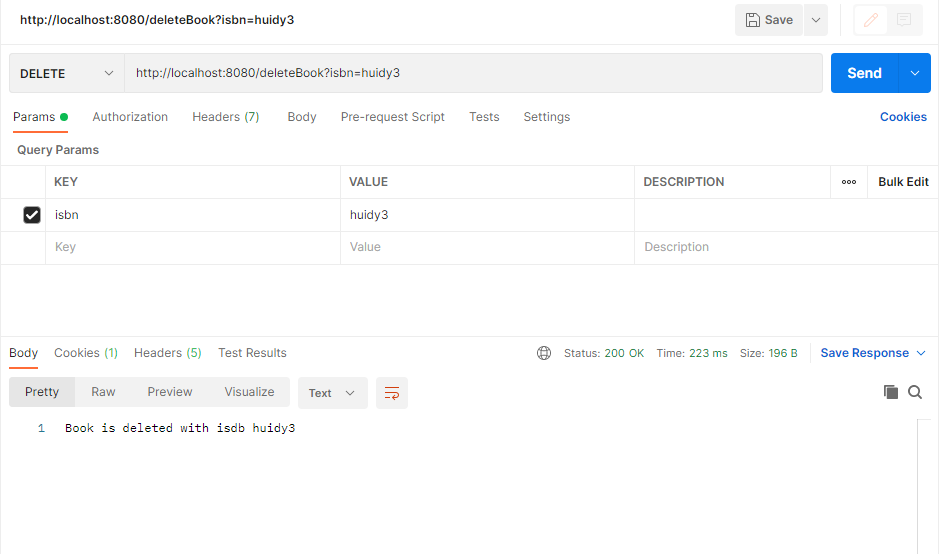 http://localhost:8080/deleteBook?isbn=huidy3 Save
DELETE http://localhost:8080/deleteBook?isbn=huidy3 Send
Params Authorization Headers (7) Body Pre-request Script Tests Settings Cookies
Query Params
KEY VALUE DESCRIPTION ooo Bulk Edit
isbn huidy3
Key Value Description
Body Cookies (1) Headers (5) Test Results Status: 200 OK Time: 223 ms Size: 196 B Save Response
Pretty Raw Preview Visualize Text
1 Book is deleted with isdb huidy3